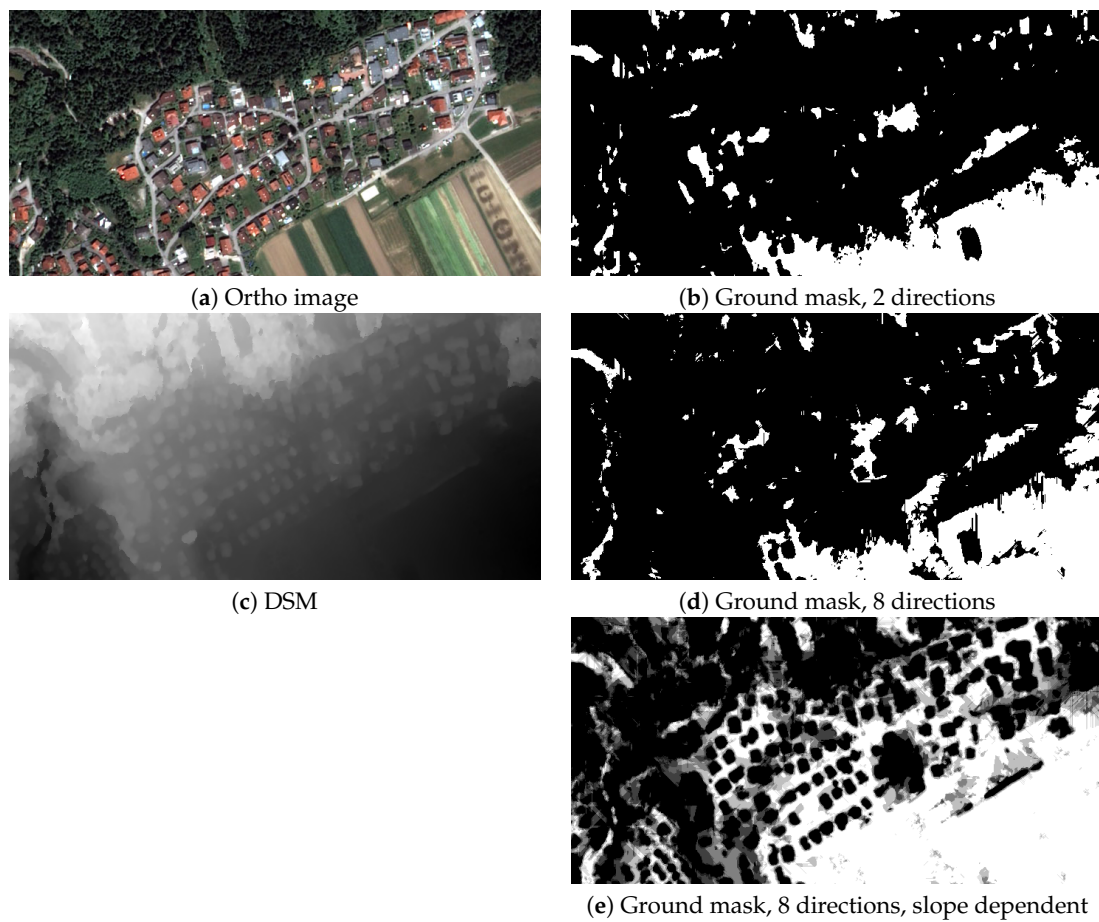 (a) Ortho image
(b) Ground mask, 2 directions
(c) DSM
(d) Ground mask, 8 directions
(e) Ground mask, 8 directions, slope dependent